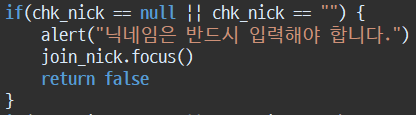 if(chk_nick == null || chk_nick == "") {
alert("닉네임은 반드시 입력해야 합니다.")
join_nick.focus()
return false
}